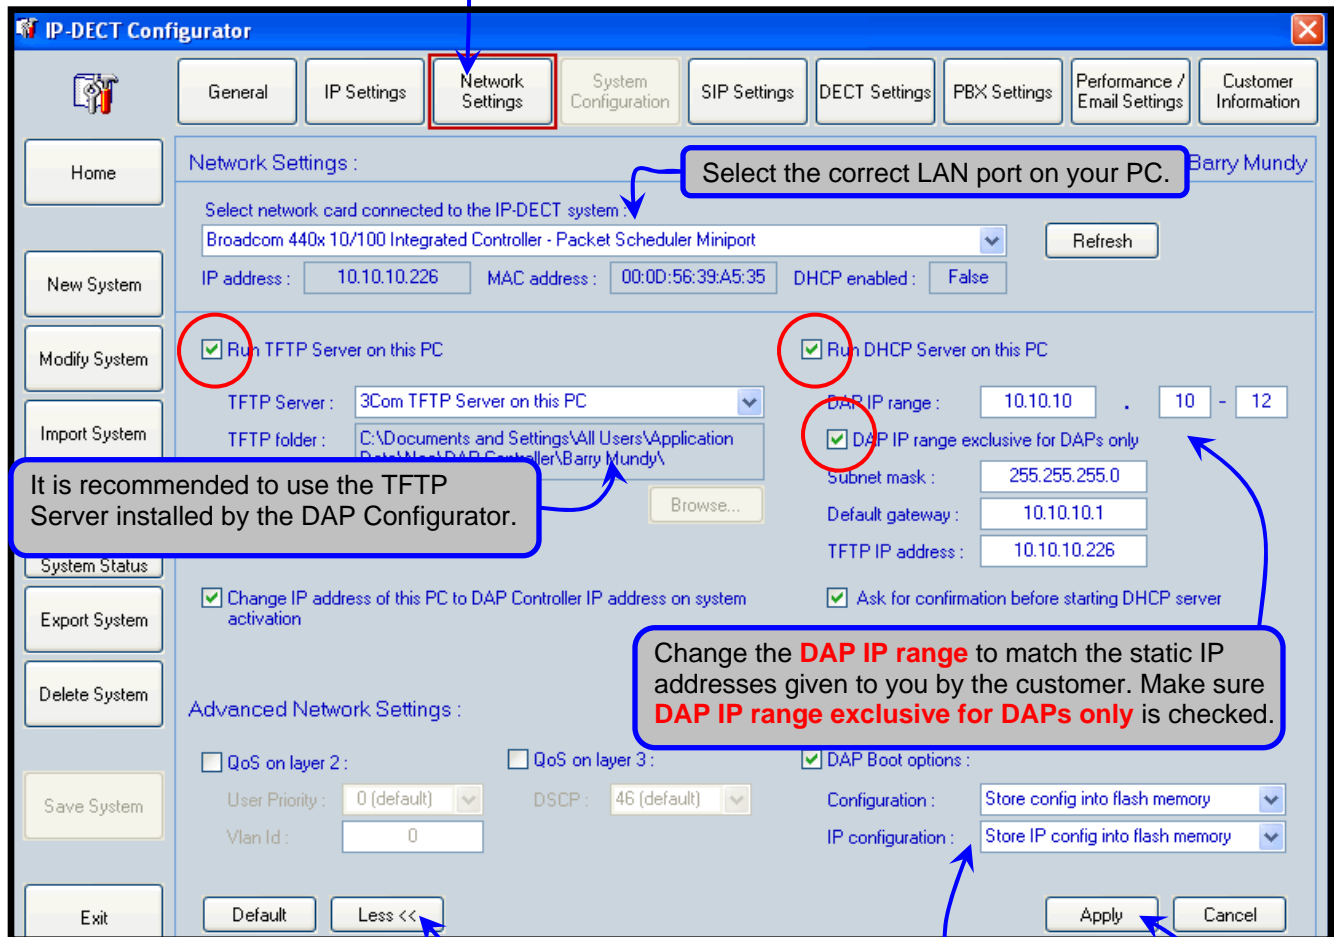 IP-DECT Configurator
General
IP Settings
Network
Settings
System
Configuration
SIP Settings
DECT Settings
PBX Settings
Performance /
Email Settings
Customer
Information
Home
New System
Modify System
Import System
System Status
Export System
Delete System
Save System
Exit
Network Settings :
Barry Mundy
Select the correct LAN port on your PC.
Select network card connected to the IP-DECT system :
Broadcom 440x 10/100 Integrated Controller - Packet Scheduler Miniport
Refresh
IP address : 10.10.10.226 MAC address : 00:0D:56:39:A5:35 DHCP enabled : False
Run TFTP Server on this PC
TFTP Server : 3Com TFTP Server on this PC
TFTP folder : C:\Documents and Settings\All Users\Application
Data\Nec\DAP Controller\Barry Mundy\
Browse...
It is recommended to use the TFTP
Server installed by the DAP Configurator.
Change IP address of this PC to DAP Controller IP address on system
activation
Run DHCP Server on this PC
DAP IP range : 10.10.10 . 10 - 12
DAP IP range exclusive for DAPs only
Subnet mask : 255.255.255.0
Default gateway : 10.10.10.1
TFTP IP address : 10.10.10.226
Ask for confirmation before starting DHCP server
Change the DAP IP range to match the static IP
addresses given to you by the customer. Make sure
DAP IP range exclusive for DAPs only is checked.
Advanced Network Settings :
QoS on layer 2 :
User Priority : 0 (default)
Vlan Id : 0
QoS on layer 3 :
DSCP : 46 (default)
DAP Boot options :
Configuration : Store config into flash memory
IP configuration : Store IP config into flash memory
Default
Less <<
Apply
Cancel